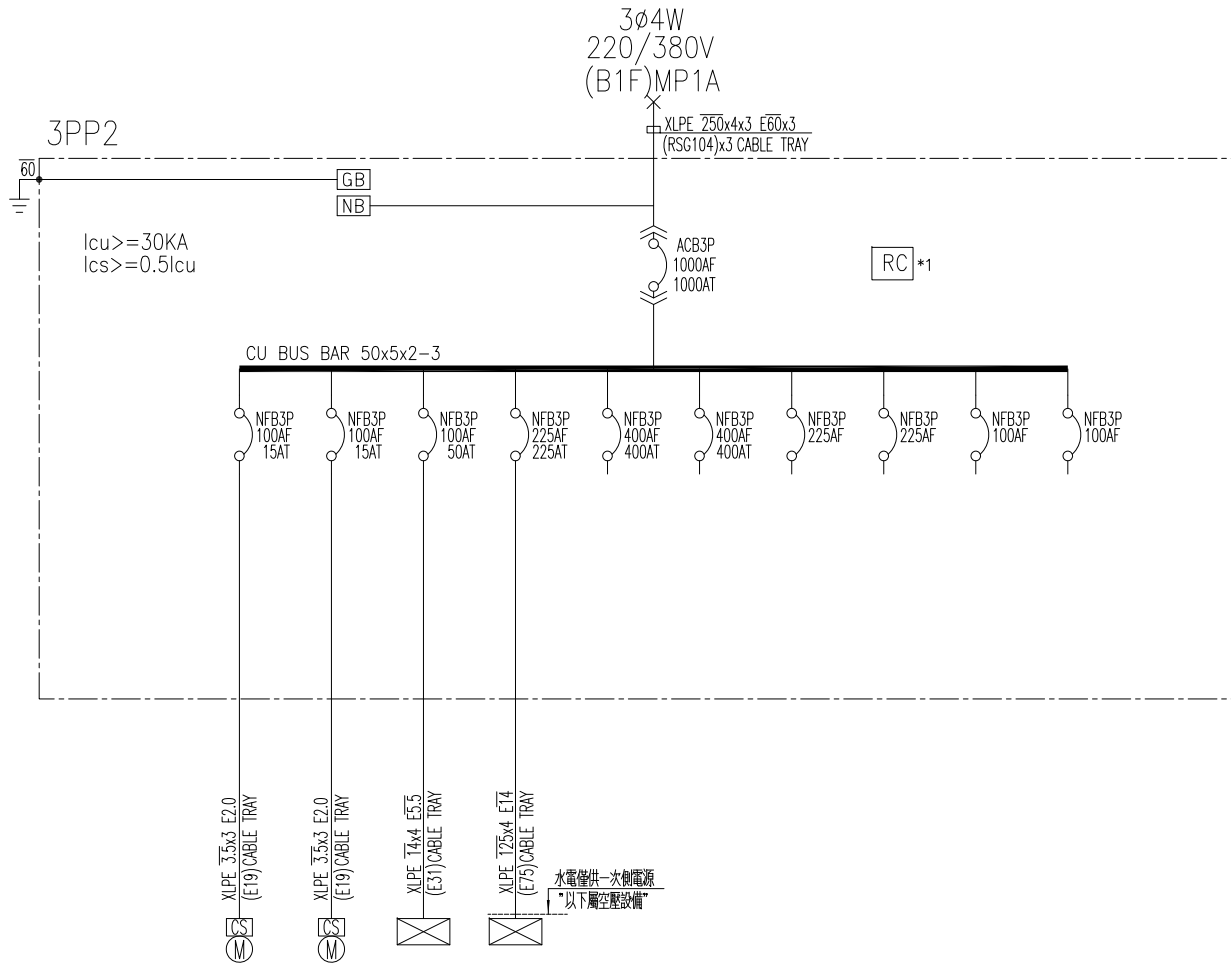 3ø4W
220/380V
(B1F)MP1A
XLPE 250x4x3 E60x3
(RSG104)x3 CABLE TRAY
3PP2
60
GB
NB
Icu>=30KA
Ics>=0.5Icu
ACB3P
1000AF
1000AT
RC *1
CU BUS BAR 50x5x2-3
NFB3P
100AF
15AT
NFB3P
100AF
15AT
NFB3P
100AF
50AT
NFB3P
225AF
225AT
NFB3P
400AF
400AT
NFB3P
400AF
400AT
NFB3P
225AF
NFB3P
225AF
NFB3P
100AF
NFB3P
100AF
XLPE 3.5x3 E2.0
(E19)CABLE TRAY
XLPE 3.5x3 E2.0
(E19)CABLE TRAY
XLPE 14x4 E5.5
(E31)CABLE TRAY
XLPE 125x4 E14
(E75)CABLE TRAY
水電僅供一次側電源
"以下屬空壓設備"
CS
M
CS
M